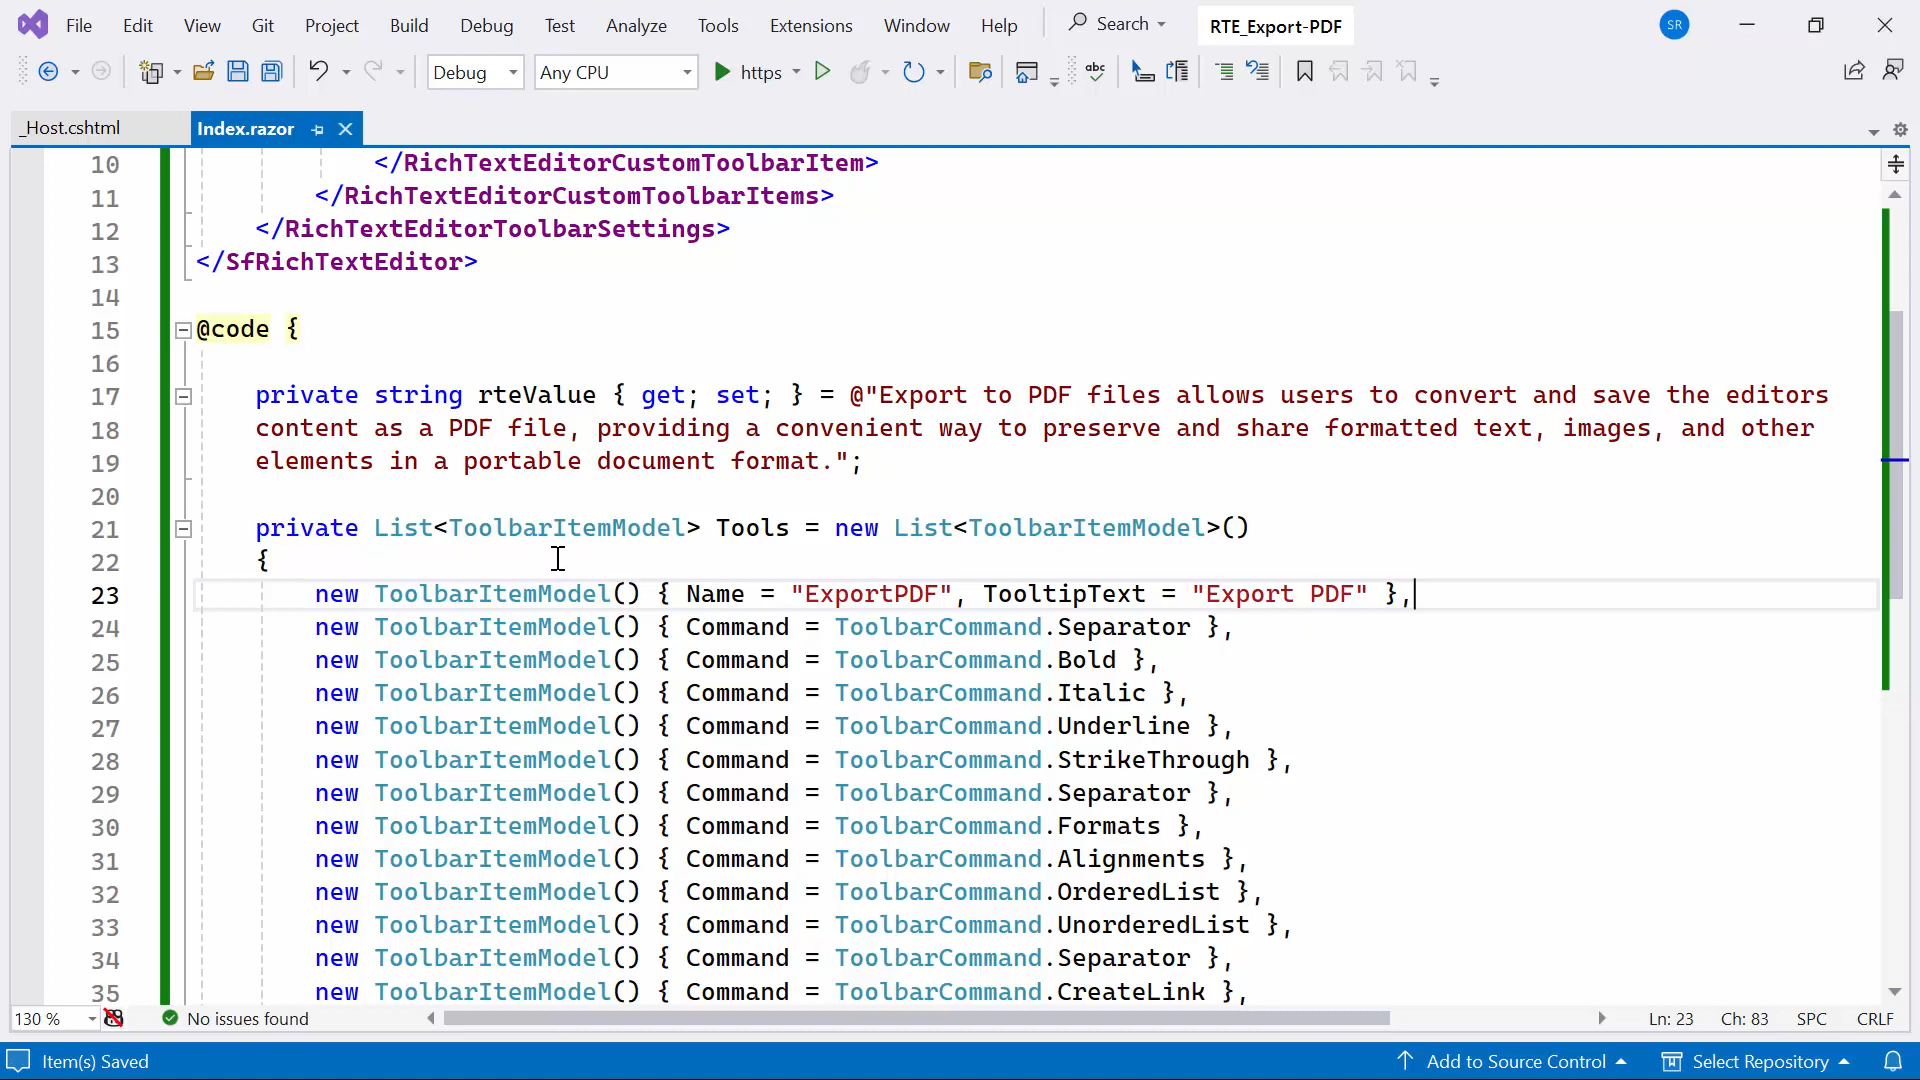 File Edit View Git Project Build Debug Test Analyze Tools Extensions Window Help Search RTE_Export-PDF SR
Debug Any CPU https abc
_Host.cshtml Index.razor
10 </RichTextEditorCustomToolbarItem>
11 </RichTextEditorCustomToolbarItems>
12 </RichTextEditorToolbarSettings>
13 </SfRichTextEditor>
14
15 @code {
16
17 private string rteValue { get; set; } = @"Export to PDF files allows users to convert and save the editors
18 content as a PDF file, providing a convenient way to preserve and share formatted text, images, and other
19 elements in a portable document format.";
20
21 private List<ToolbarItemModel> Tools = new List<ToolbarItemModel>()
22 {
23 new ToolbarItemModel() { Name = "ExportPDF", TooltipText = "Export PDF" },
24 new ToolbarItemModel() { Command = ToolbarCommand.Separator },
25 new ToolbarItemModel() { Command = ToolbarCommand.Bold },
26 new ToolbarItemModel() { Command = ToolbarCommand.Italic },
27 new ToolbarItemModel() { Command = ToolbarCommand.Underline },
28 new ToolbarItemModel() { Command = ToolbarCommand.StrikeThrough },
29 new ToolbarItemModel() { Command = ToolbarCommand.Separator },
30 new ToolbarItemModel() { Command = ToolbarCommand.Formats },
31 new ToolbarItemModel() { Command = ToolbarCommand.Alignments },
32 new ToolbarItemModel() { Command = ToolbarCommand.OrderedList },
33 new ToolbarItemModel() { Command = ToolbarCommand.UnorderedList },
34 new ToolbarItemModel() { Command = ToolbarCommand.Separator },
35 new ToolbarItemModel() { Command = ToolbarCommand.CreateLink },
130 % No issues found Ln: 23 Ch: 83 SPC CRLF
Item(s) Saved Add to Source Control Select Repository